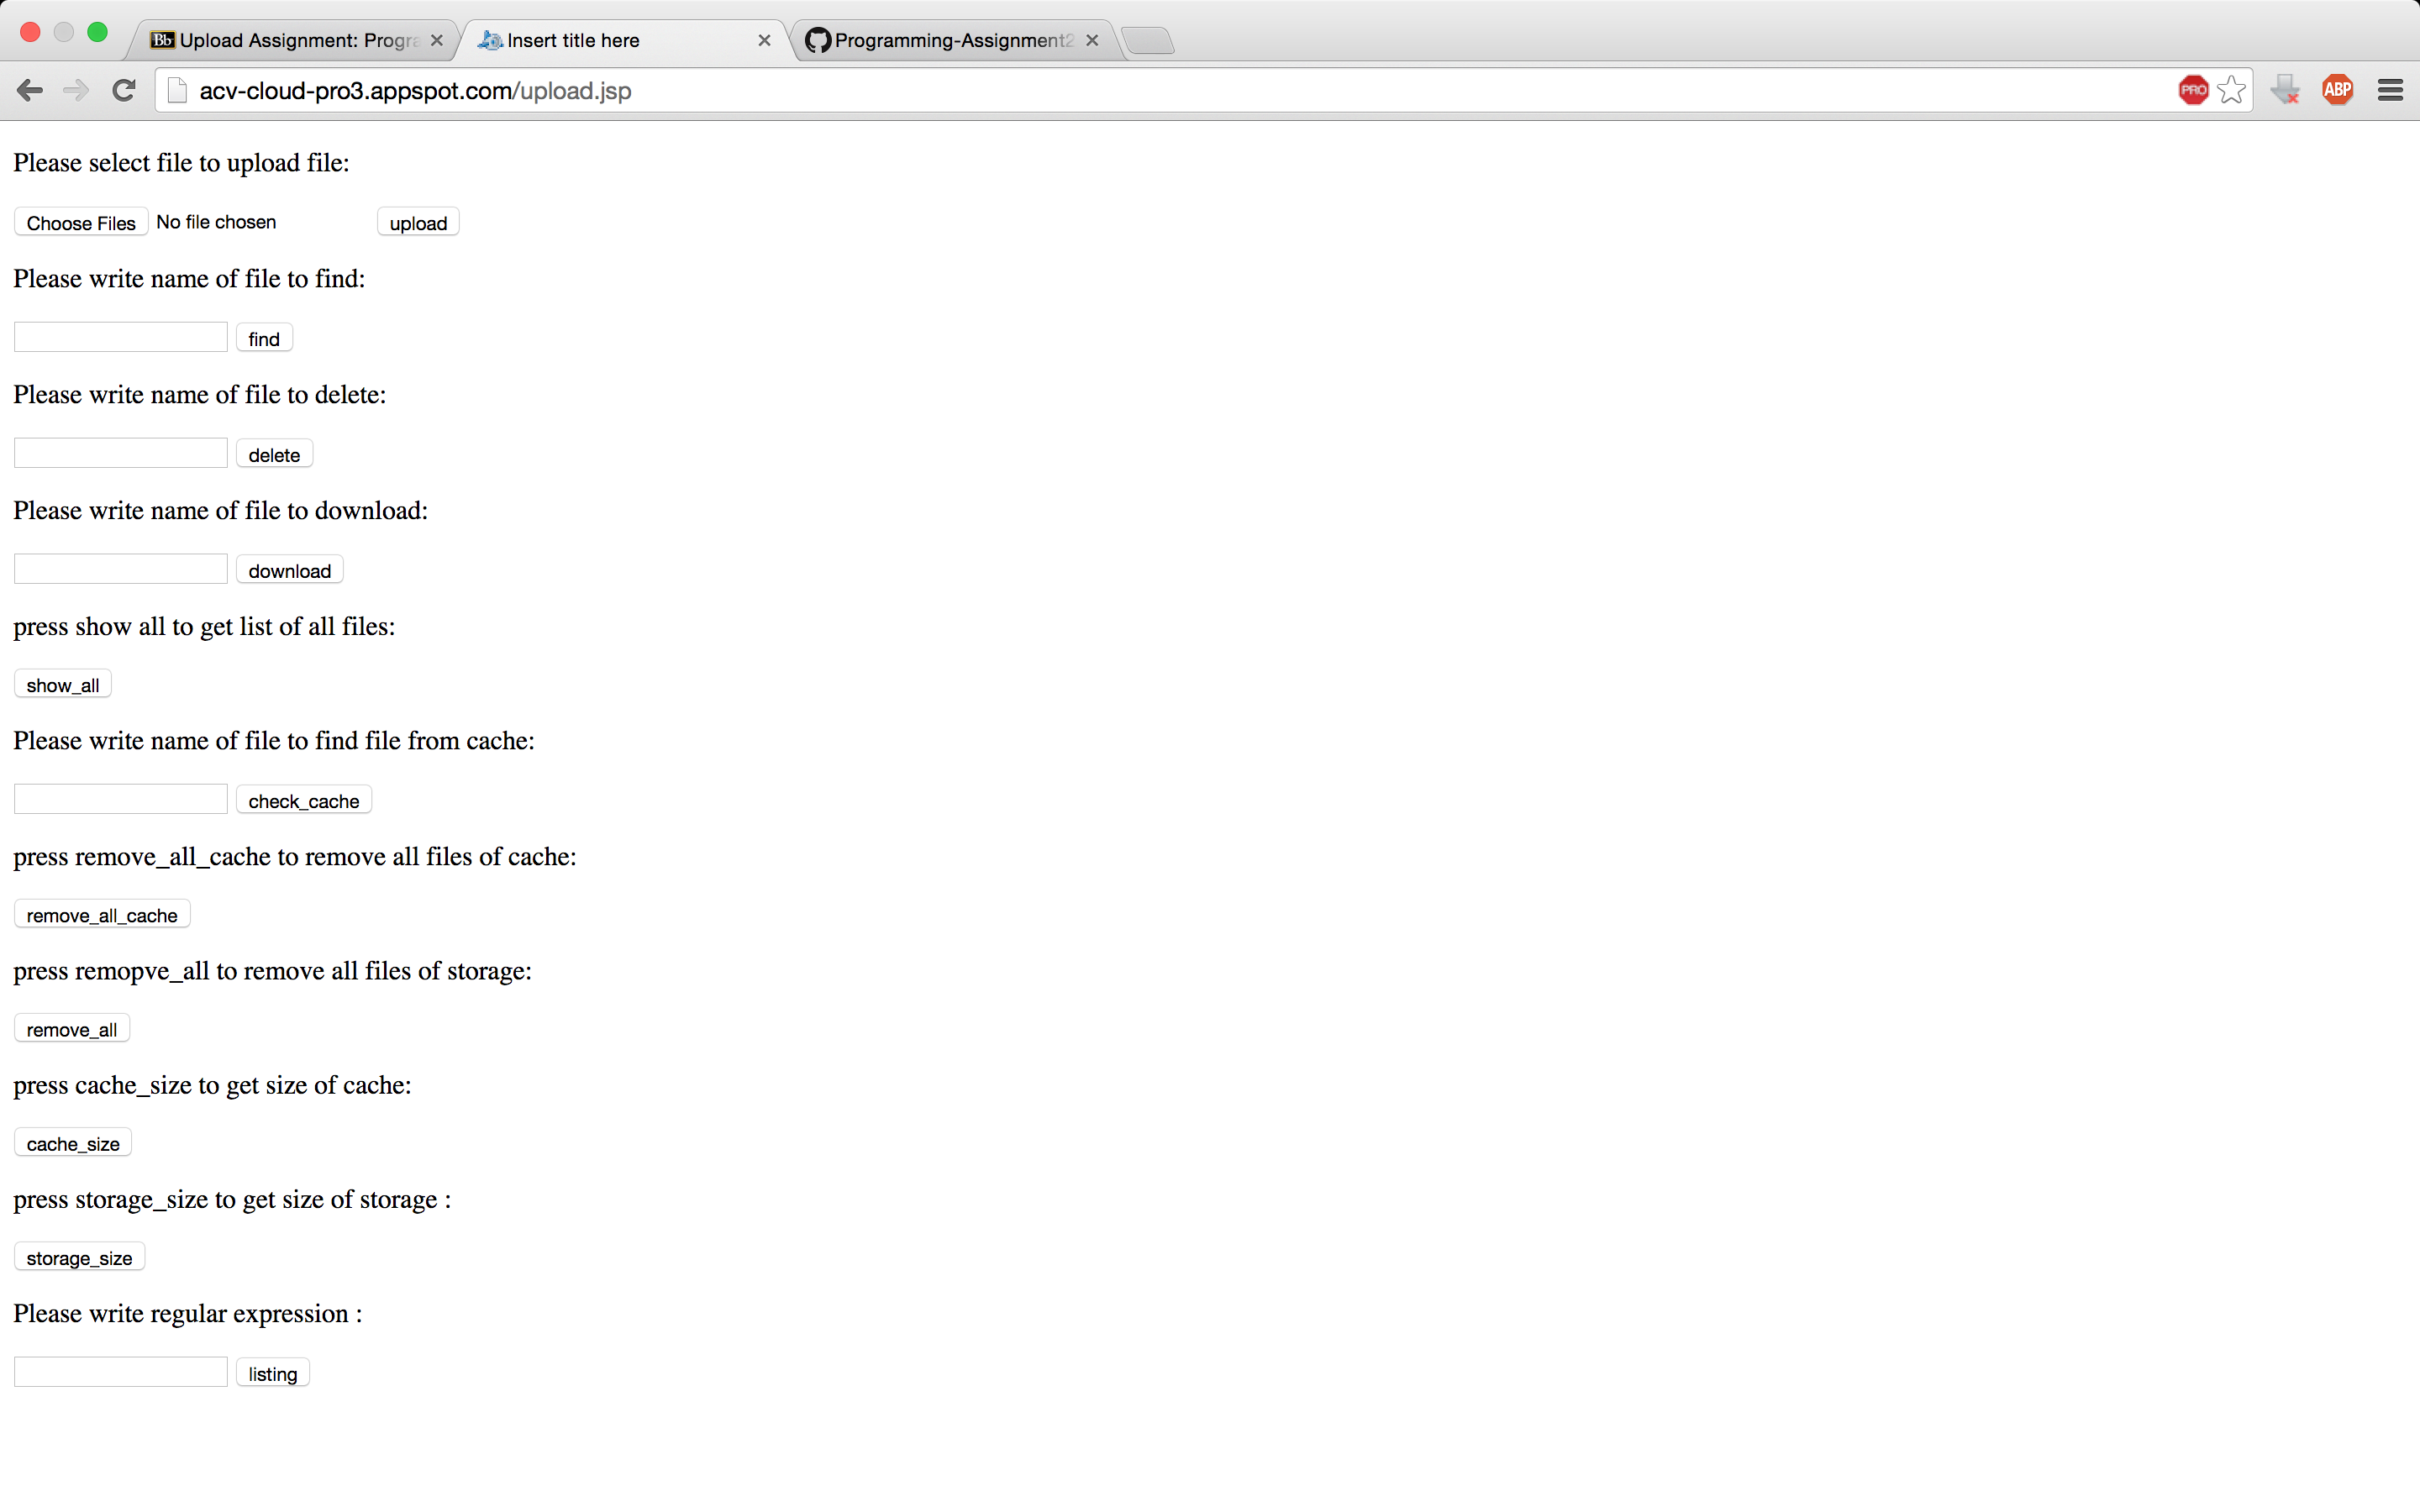 Upload Assignment: Progra
Insert title here
Programming-Assignment2
acv-cloud-pro3.appspot.com/upload.jsp
PRO
ABP
Please select file to upload file:
Choose Files No file chosen upload
Please write name of file to find:
find
Please write name of file to delete:
delete
Please write name of file to download:
download
press show all to get list of all files:
show_all
Please write name of file to find file from cache:
check_cache
press remove_all_cache to remove all files of cache:
remove_all_cache
press remopve_all to remove all files of storage:
remove_all
press cache_size to get size of cache:
cache_size
press storage_size to get size of storage :
storage_size
Please write regular expression :
listing